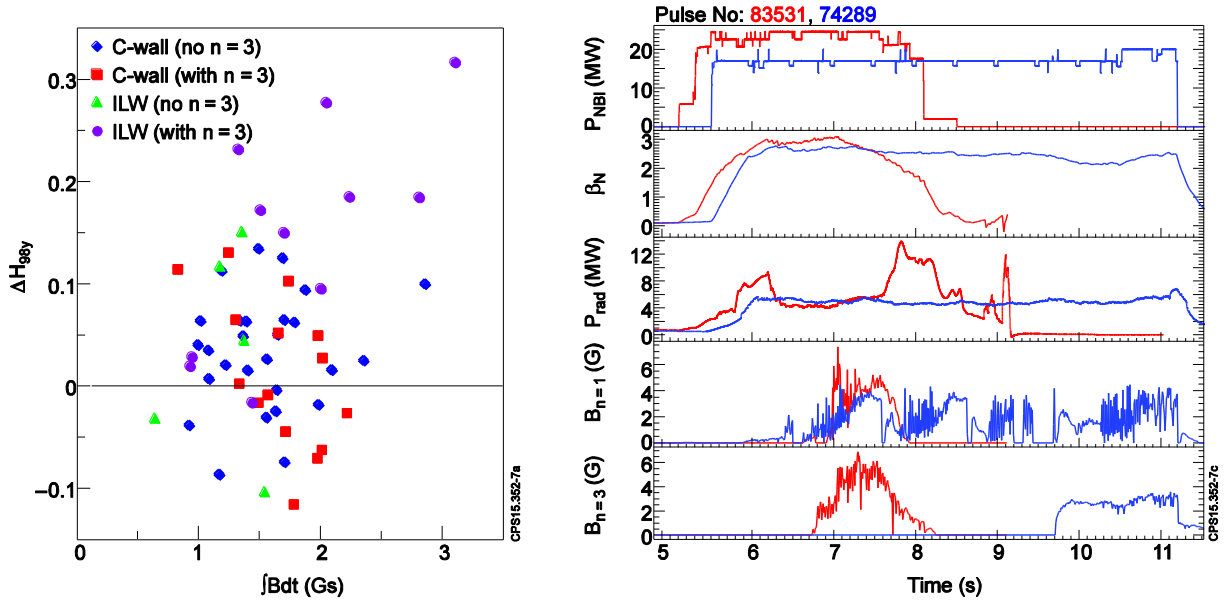 C-wall (no n = 3)
C-wall (with n = 3)
ILW (no n = 3)
ILW (with n = 3)
0.3
0.2
0.1
0
–0.1
ΔH98y
0 1 2 3
∫Bdt (Gs)
CPS15.352-7a
Pulse No: 83531, 74289
PNBI (MW)
20
10
0
βN
3
2
1
0
Prad (MW)
12
8
4
0
Bn = 1 (G)
6
4
2
0
Bn = 3 (G)
6
4
2
0
5 6 7 8 9 10 11
Time (s)
CPS15.352-7c